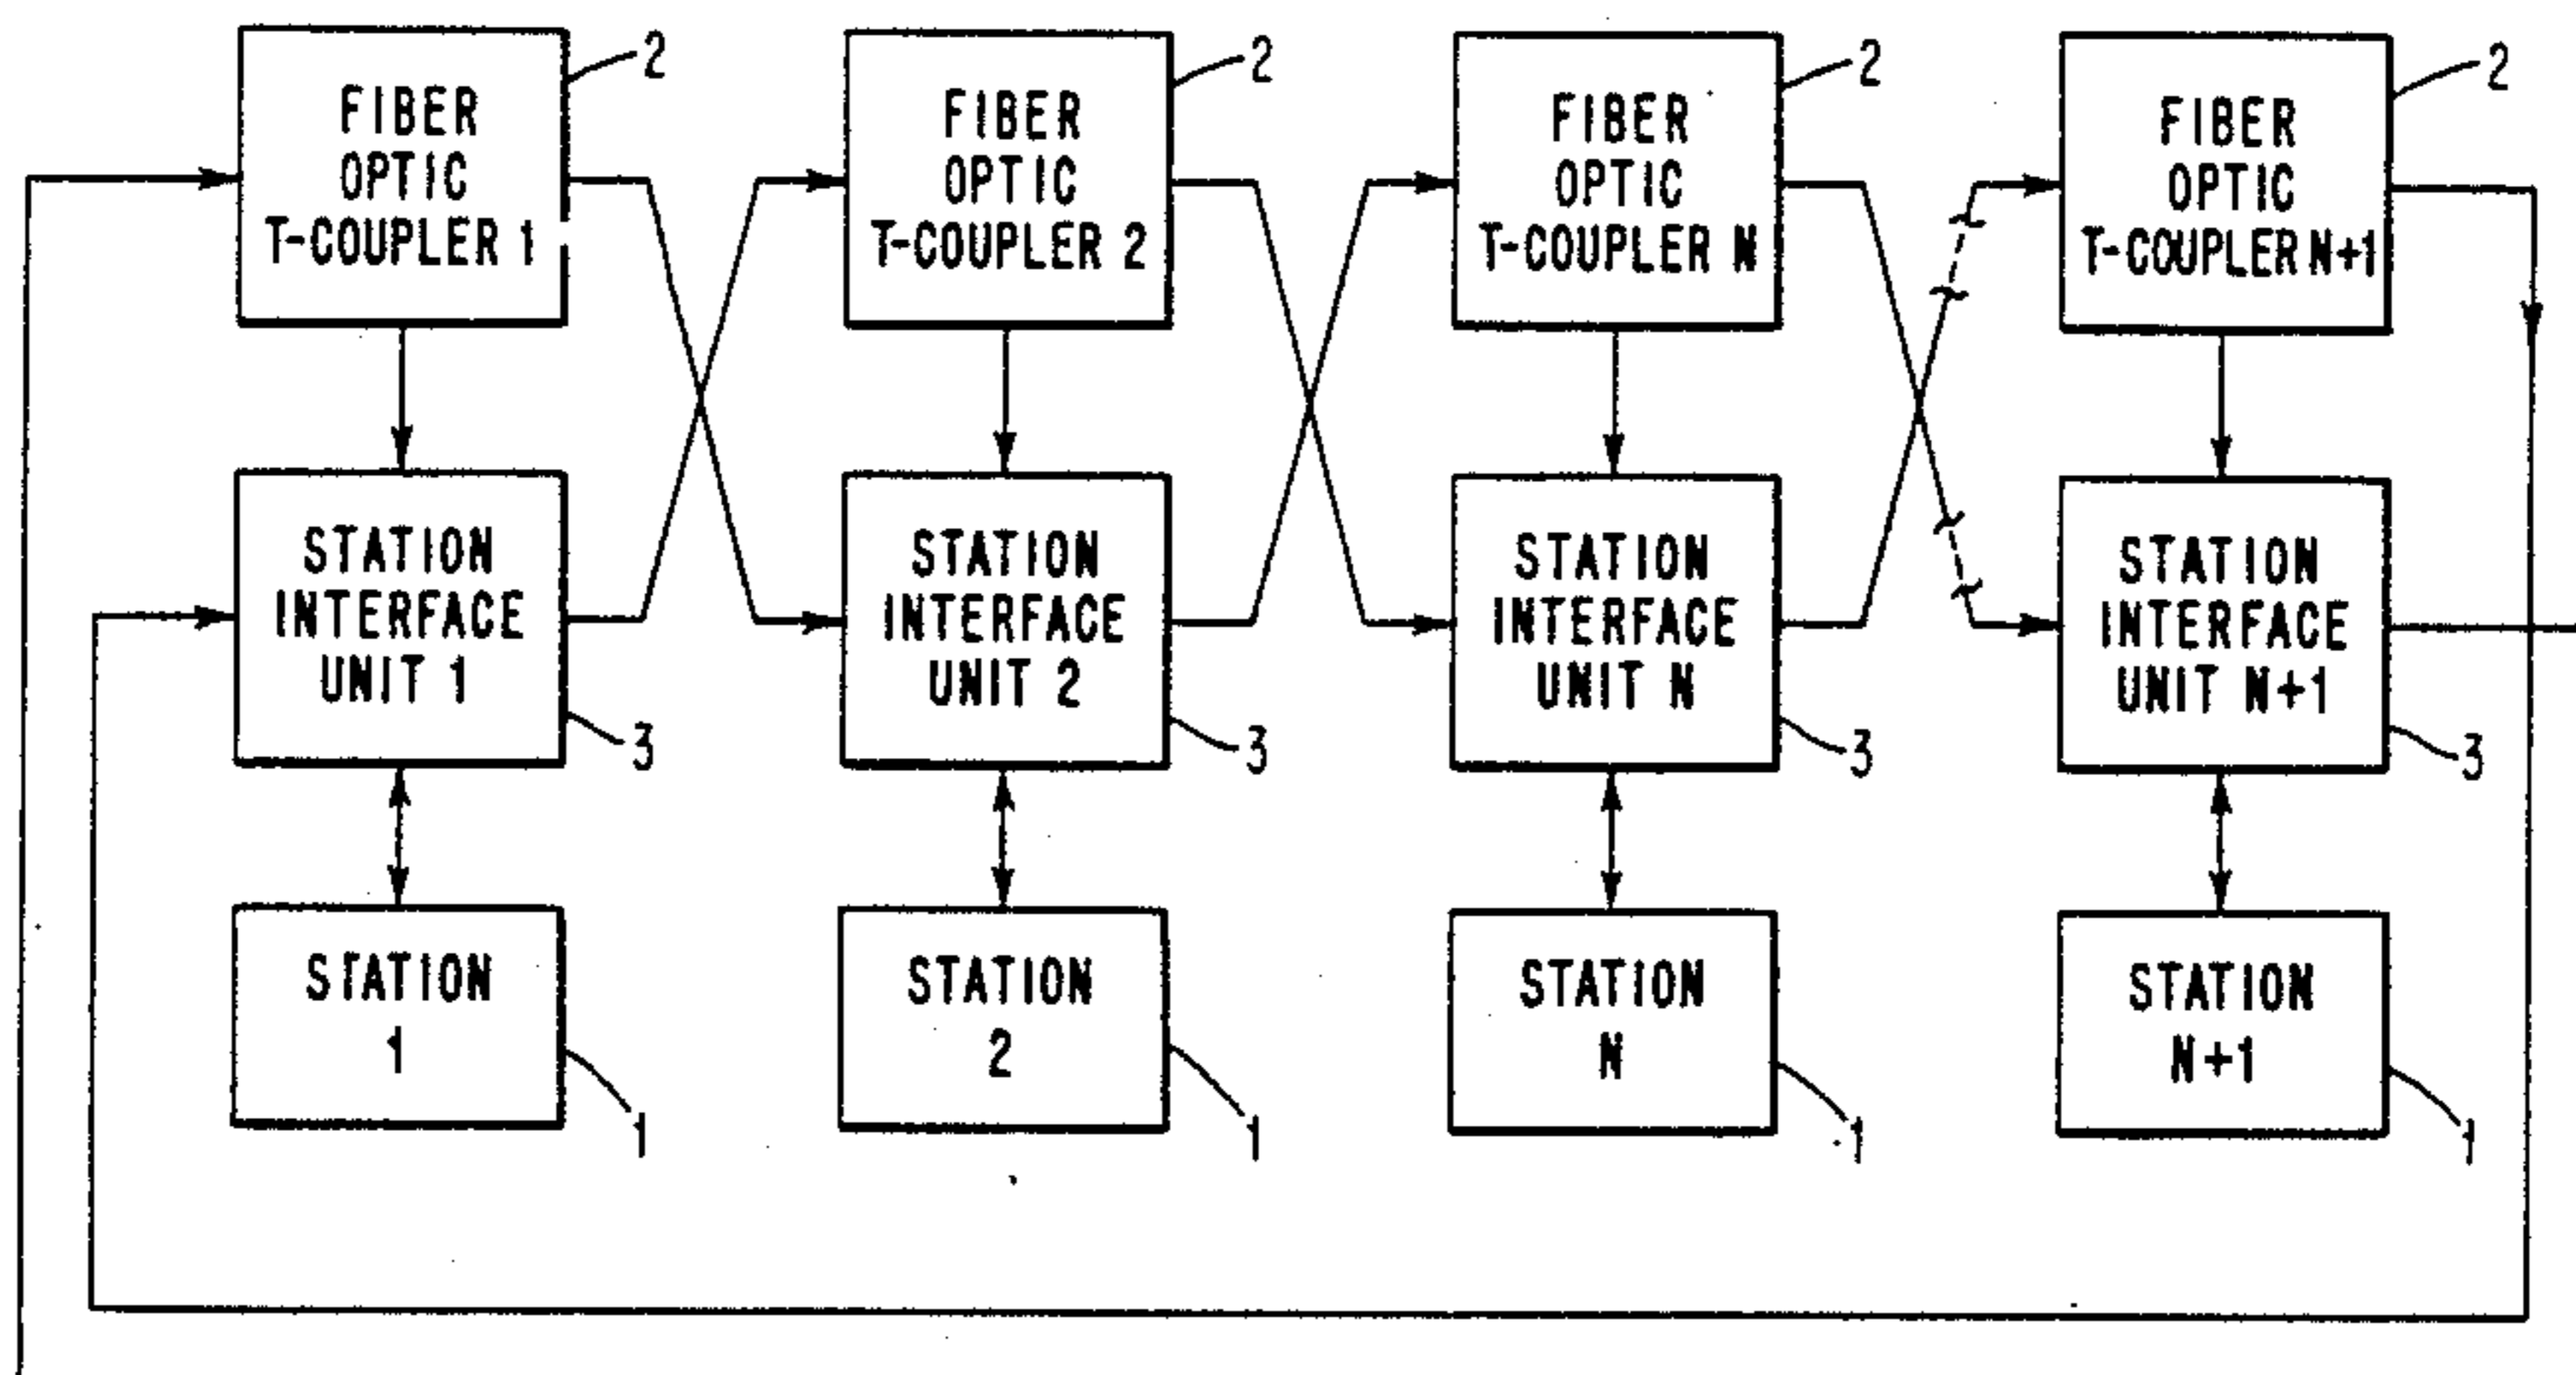 FIBER
OPTIC
T-COUPLER 1
2
FIBER
OPTIC
T-COUPLER 2
2
FIBER
OPTIC
T-COUPLER N
2
FIBER
OPTIC
T-COUPLER N+1
2
STATION
INTERFACE
UNIT 1
3
STATION
INTERFACE
UNIT 2
3
STATION
INTERFACE
UNIT N
3
STATION
INTERFACE
UNIT N+1
3
STATION
1
1
STATION
2
1
STATION
N
1
STATION
N+1
1